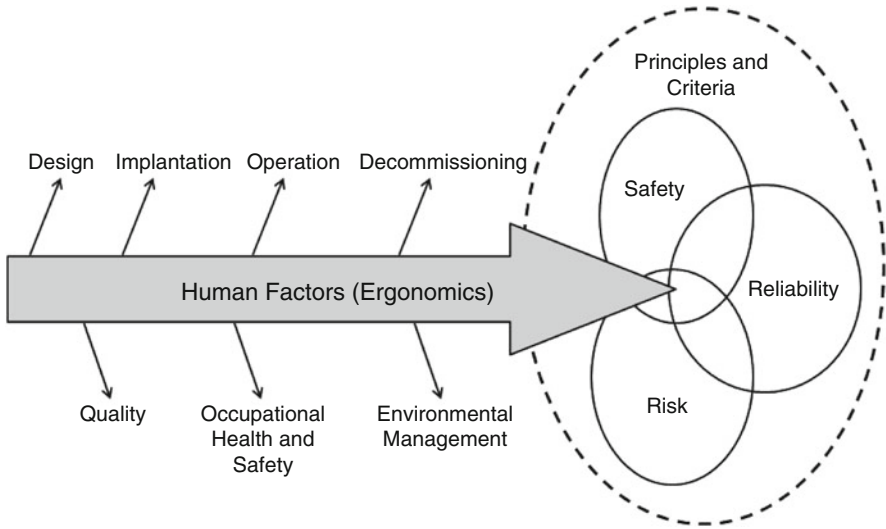 Principles and
Criteria
Design
Implantation
Operation
Decommissioning
Safety
Human Factors (Ergonomics)
Reliability
Quality
Occupational
Health and
Safety
Environmental
Management
Risk